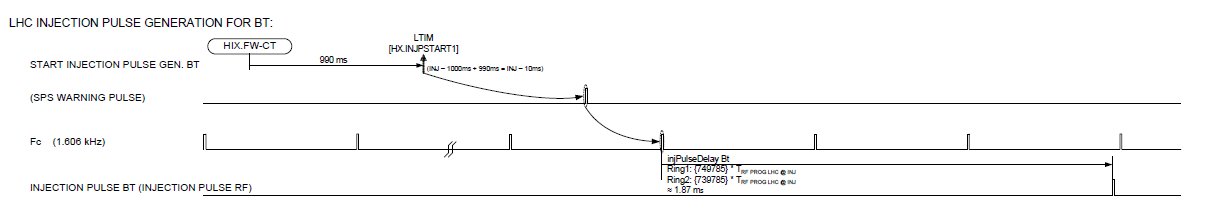 LHC INJECTION PULSE GENERATION FOR BT:
HIX.FW-CT
LTIM
[HX.INJPSTART1]
START INJECTION PULSE GEN. BT
990 ms
(INJ – 1000ms + 990ms = INJ – 10ms)
(SPS WARNING PULSE)
Fc (1.606 kHz)
injPulseDelay Bt
Ring1: {749785} * TRF PROG LHC @ INJ
Ring2: {739785} * TRF PROG LHC @ INJ
≈ 1.87 ms
INJECTION PULSE BT (INJECTION PULSE RF)